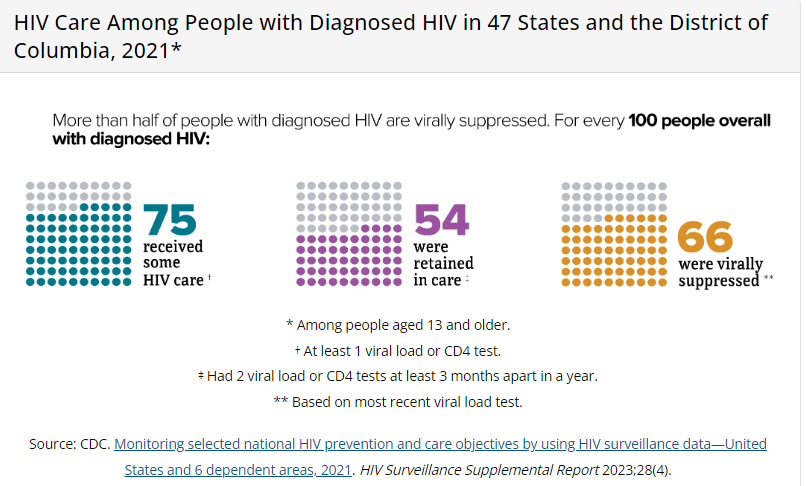 HIV Care Among People with Diagnosed HIV in 47 States and the District of
Columbia, 2021*
More than half of people with diagnosed HIV are virally suppressed. For every 100 people overall
with diagnosed HIV:
75
received
some
HIV care †
54
were
retained
in care ‡
66
were virally
suppressed **
* Among people aged 13 and older.
† At least 1 viral load or CD4 test.
‡ Had 2 viral load or CD4 tests at least 3 months apart in a year.
** Based on most recent viral load test.
Source: CDC. Monitoring selected national HIV prevention and care objectives by using HIV surveillance data—United
States and 6 dependent areas, 2021. HIV Surveillance Supplemental Report 2023;28(4).